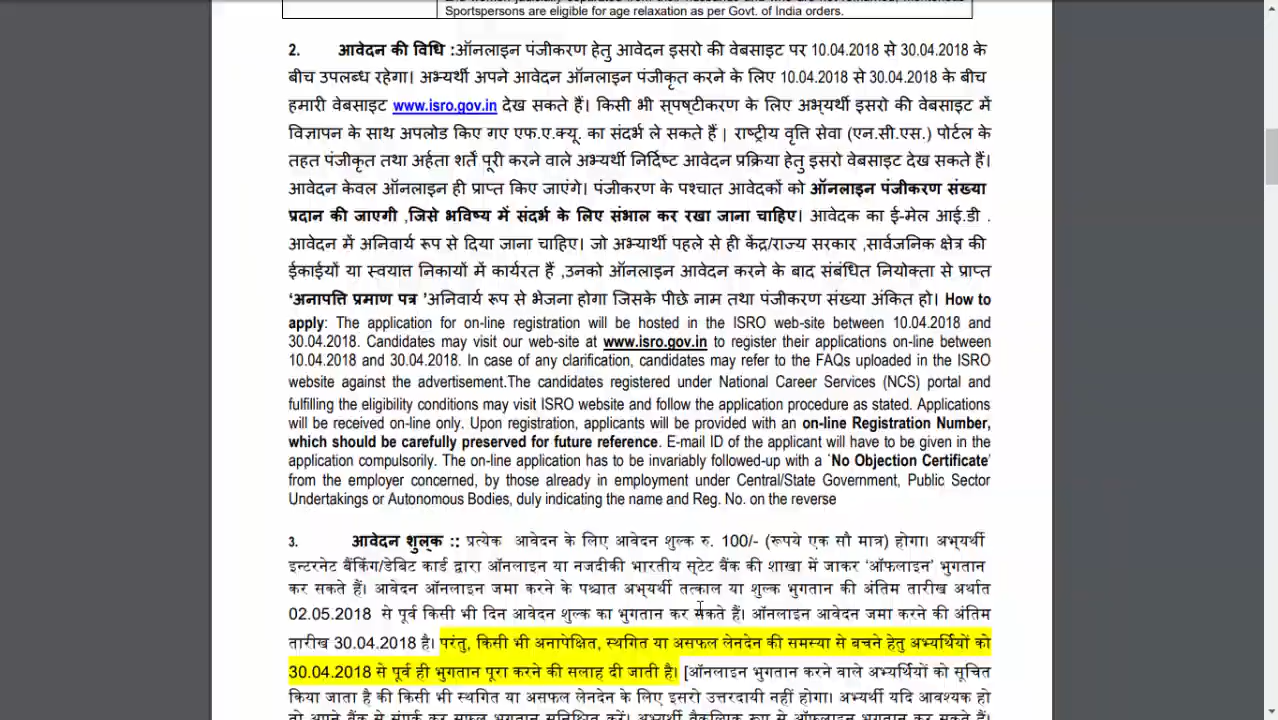 Sportspersons are eligible for age relaxation as per Govt. of India orders.
2. आवेदन की विधि :ऑनलाइन पंजीकरण हेतु आवेदन इसरो की वेबसाइट पर 10.04.2018 से 30.04.2018 के
बीच उपलब्ध रहेगा। अभ्यर्थी अपने आवेदन ऑनलाइन पंजीकृत करने के लिए 10.04.2018 से 30.04.2018 के बीच
हमारी वेबसाइट www.isro.gov.in देख सकते हैं। किसी भी स्पष्टीकरण के लिए अभ्यर्थी इसरो की वेबसाइट में
विज्ञापन के साथ अपलोड किए गए एफ.ए.क्यू. का संदर्भ ले सकते हैं | राष्ट्रीय वृत्ति सेवा (एन.सी.एस.) पोर्टल के
तहत पंजीकृत तथा अर्हता शर्तें पूरी करने वाले अभ्यर्थी निर्दिष्ट आवेदन प्रक्रिया हेतु इसरो वेबसाइट देख सकते हैं।
आवेदन केवल ऑनलाइन ही प्राप्त किए जाएंगे। पंजीकरण के पश्चात आवेदकों को ऑनलाइन पंजीकरण संख्या
प्रदान की जाएगी ,जिसे भविष्य में संदर्भ के लिए संभाल कर रखा जाना चाहिए। आवेदक का ई-मेल आई.डी .
आवेदन में अनिवार्य रूप से दिया जाना चाहिए। जो अभ्यर्थी पहले से ही केंद्र/राज्य सरकार ,सार्वजनिक क्षेत्र की
ईकाईयों या स्वयात्त निकायों में कार्यरत हैं ,उनको ऑनलाइन आवेदन करने के बाद संबंधित नियोक्ता से प्राप्त
‘अनापत्ति प्रमाण पत्र ’अनिवार्य रूप से भेजना होगा जिसके पीछे नाम तथा पंजीकरण संख्या अंकित हो। How to
apply: The application for on-line registration will be hosted in the ISRO web-site between 10.04.2018 and
30.04.2018. Candidates may visit our web-site at www.isro.gov.in to register their applications on-line between
10.04.2018 and 30.04.2018. In case of any clarification, candidates may refer to the FAQs uploaded in the ISRO
website against the advertisement.The candidates registered under National Career Services (NCS) portal and
fulfilling the eligibility conditions may visit ISRO website and follow the application procedure as stated. Applications
will be received on-line only. Upon registration, applicants will be provided with an on-line Registration Number,
which should be carefully preserved for future reference. E-mail ID of the applicant will have to be given in the
application compulsorily. The on-line application has to be invariably followed-up with a ‘No Objection Certificate’
from the employer concerned, by those already in employment under Central/State Government, Public Sector
Undertakings or Autonomous Bodies, duly indicating the name and Reg. No. on the reverse
3. आवेदन शुल्क :: प्रत्येक आवेदन के लिए आवेदन शुल्क रु. 100/- (रूपये एक सौ मात्र) होगा। अभ्यर्थी
इन्टरनेट बैंकिंग/डेबिट कार्ड द्वारा ऑनलाइन या नजदीकी भारतीय स्टेट बैंक की शाखा में जाकर ‘ऑफलाइन’ भुगतान
कर सकते हैं। आवेदन ऑनलाइन जमा करने के पश्चात अभ्यर्थी तत्काल या शुल्क भुगतान की अंतिम तारीख अर्थात
02.05.2018 से पूर्व किसी भी दिन आवेदन शुल्क का भुगतान कर सकते हैं। ऑनलाइन आवेदन जमा करने की अंतिम
तारीख 30.04.2018 है। परंतु, किसी भी अनापेक्षित, स्थगित या असफल लेनदेन की समस्या से बचने हेतु अभ्यर्थियों को
30.04.2018 से पूर्व ही भुगतान पूरा करने की सलाह दी जाती है। [ऑनलाइन भुगतान करने वाले अभ्यर्थियों को सूचित
किया जाता है की किसी भी स्थगित या असफल लेनदेन के लिए इसरो उत्तरदायी नहीं होगा। अभ्यर्थी यदि आवश्यक हो